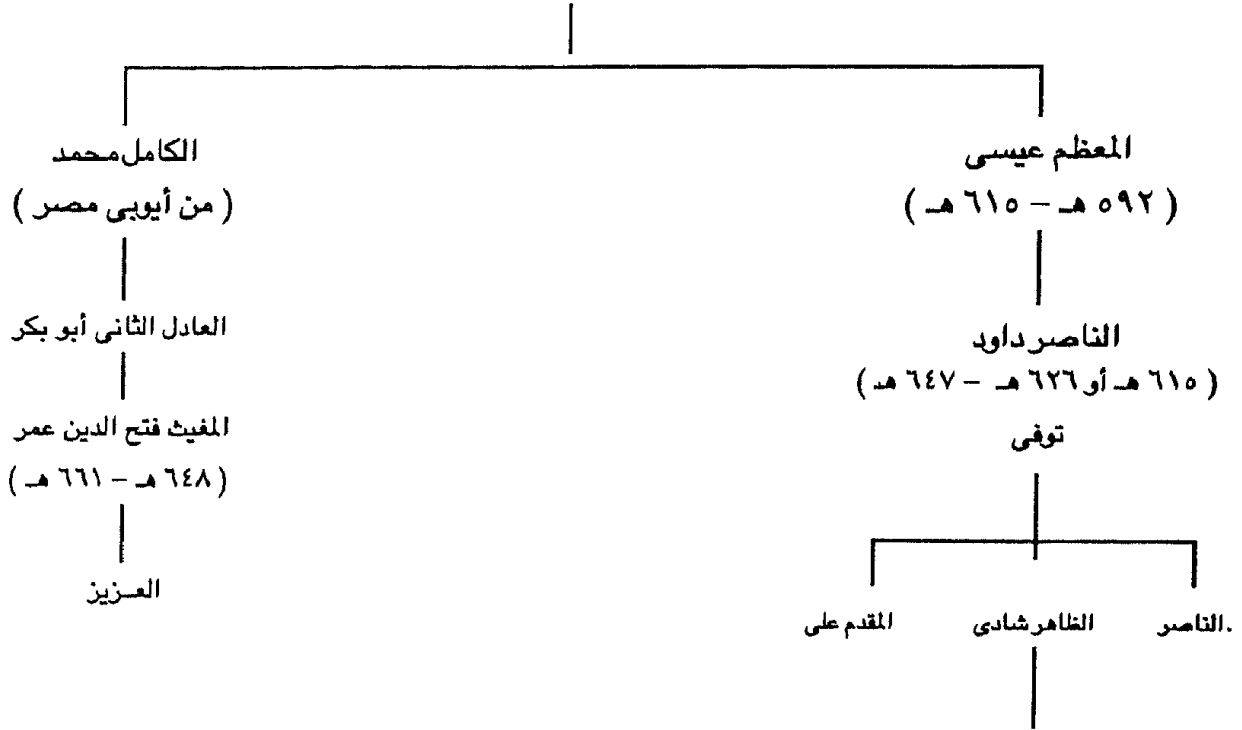 المعظم عيسى
( ٥٩٢ هـ – ٦١٥ هـ )
الكامل محمد
( من أيوبى مصر )
الناصر داود
( ٦١٥ هـ أو ٦٢٦ هـ – ٦٤٧ هـ )
توفى
العادل الثانى أبو بكر
المغيث فتح الدين عمر
( ٦٤٨ هـ – ٦٦١ هـ )
العزيز
الناصر.
الظاهر شادى
المقدم على